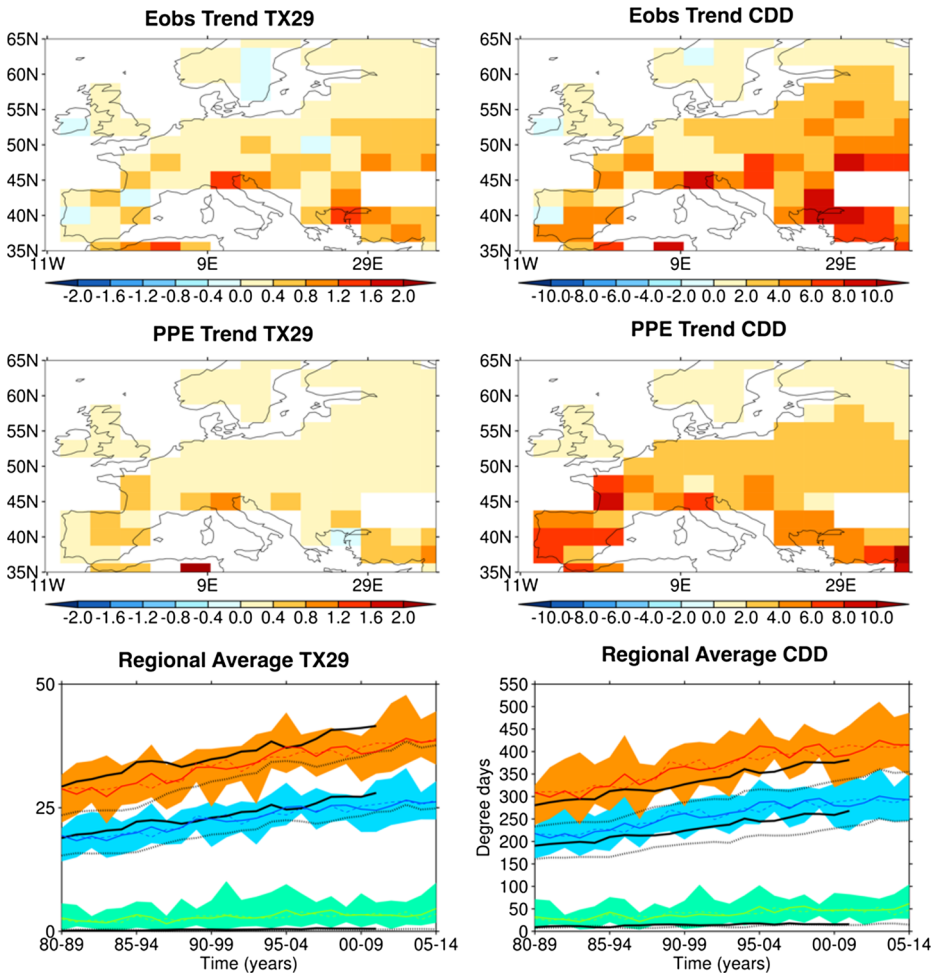 Eobs Trend TX29
Eobs Trend CDD
65N
60N
55N
50N
45N
40N
35N
11W 9E 29E
-2.0 -1.6 -1.2 -0.8 -0.4 0.0 0.4 0.8 1.2 1.6 2.0
65N
60N
55N
50N
45N
40N
35N
11W 9E 29E
-10.0 -8.0 -6.0 -4.0 -2.0 0.0 2.0 4.0 6.0 8.0 10.0
PPE Trend TX29
PPE Trend CDD
65N
60N
55N
50N
45N
40N
35N
11W 9E 29E
-2.0 -1.6 -1.2 -0.8 -0.4 0.0 0.4 0.8 1.2 1.6 2.0
65N
60N
55N
50N
45N
40N
35N
11W 9E 29E
-10.0 -8.0 -6.0 -4.0 -2.0 0.0 2.0 4.0 6.0 8.0 10.0
Regional Average TX29
50
25
0
80-89 85-94 90-99 95-04 00-09 05-14
Time (years)
Regional Average CDD
Degree days
550
500
450
400
350
300
250
200
150
100
50
0
80-89 85-94 90-99 95-04 00-09 05-14
Time (years)